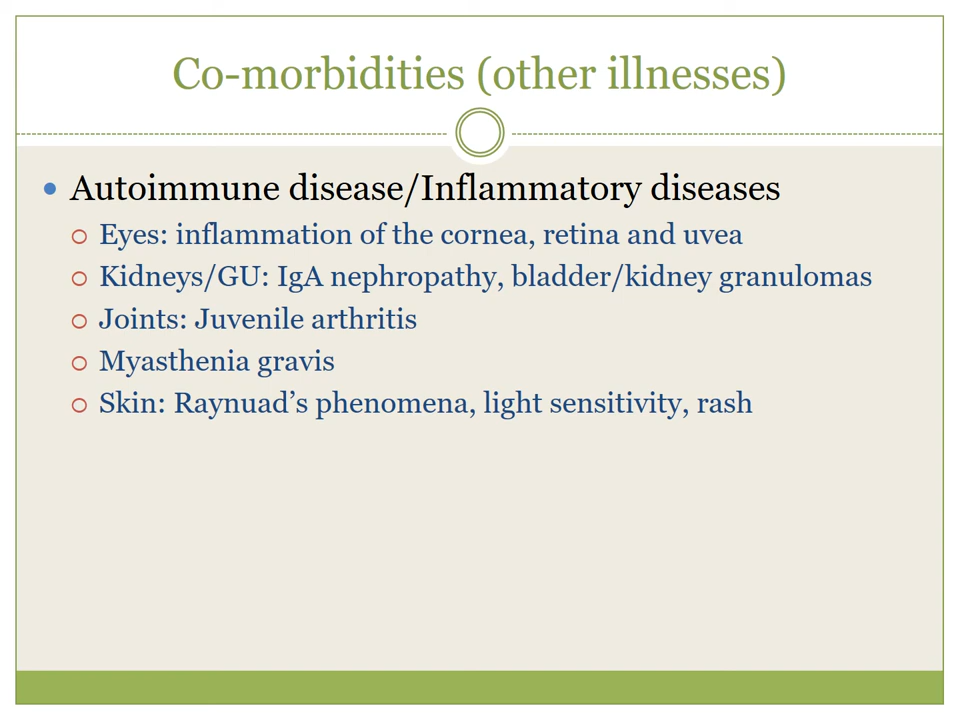 Co-morbidities (other illnesses)
Autoimmune disease/Inflammatory diseases
Eyes: inflammation of the cornea, retina and uvea
Kidneys/GU: IgA nephropathy, bladder/kidney granulomas
Joints: Juvenile arthritis
Myasthenia gravis
Skin: Raynuad’s phenomena, light sensitivity, rash